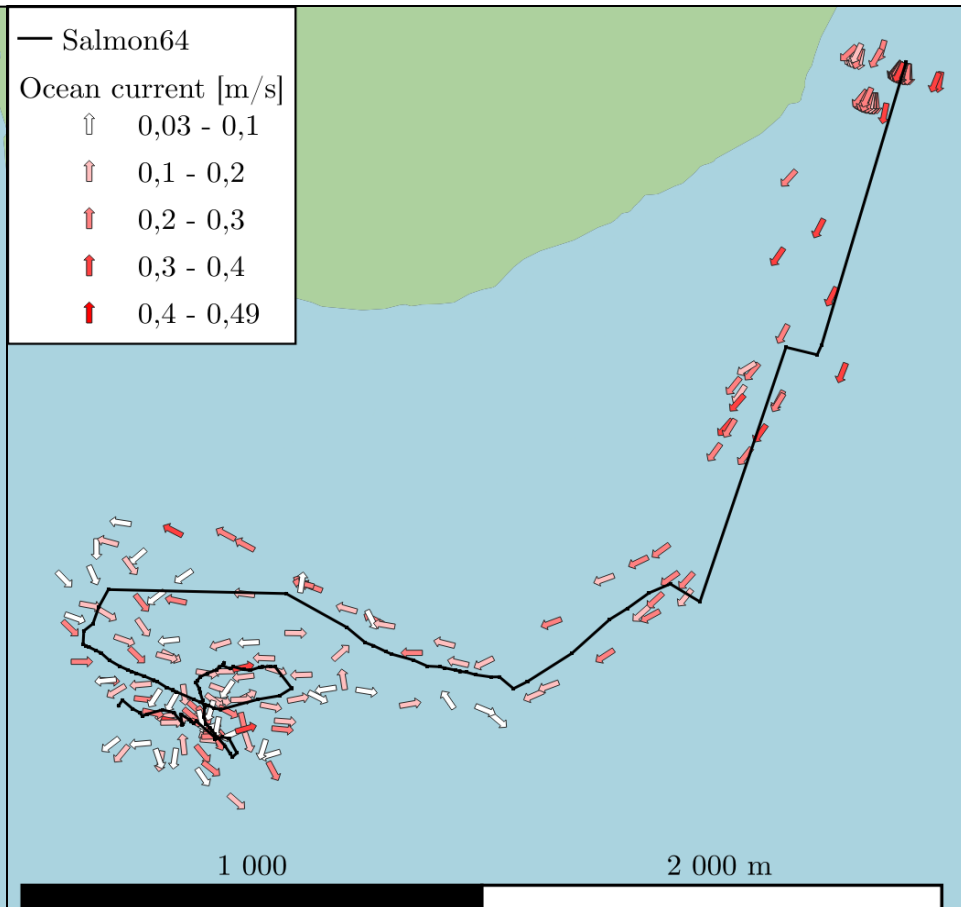 Salmon64
Ocean current [m/s]
0,03 - 0,1
0,1 - 0,2
0,2 - 0,3
0,3 - 0,4
0,4 - 0,49
1 000 2 000 m